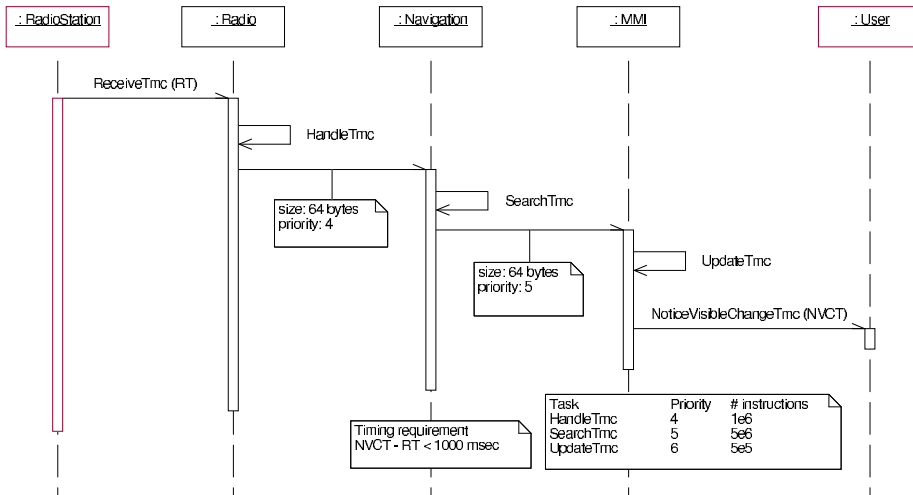 : RadioStation
: Radio
: Navigation
: MMI
: User
ReceiveTmc (RT)
HandleTmc
size: 64 bytes
priority: 4
SearchTmc
size: 64 bytes
priority: 5
UpdateTmc
NoticeVisibleChangeTmc (NVCT)
Timing requirement
NVCT - RT < 1000 msec
Task Priority # instructions
HandleTmc 4 1e6
SearchTmc 5 5e6
UpdateTmc 6 5e5